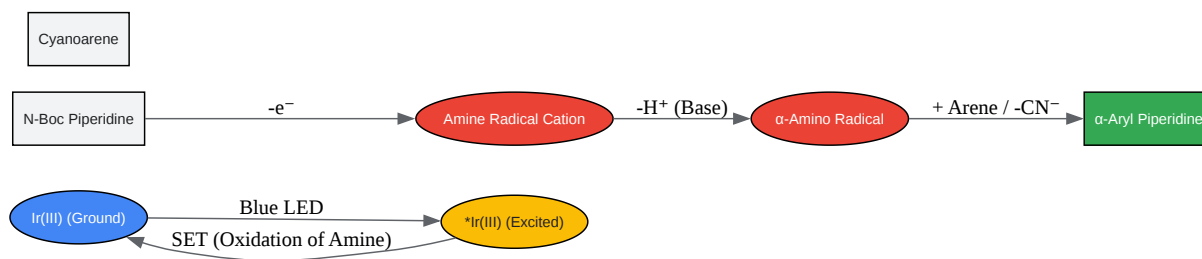 Cyanoarene
N-Boc Piperidine
-e⁻
Amine Radical Cation
-H⁺ (Base)
α-Amino Radical
+ Arene / -CN⁻
α-Aryl Piperidine
Ir(III) (Ground)
Blue LED
*Ir(III) (Excited)
SET (Oxidation of Amine)